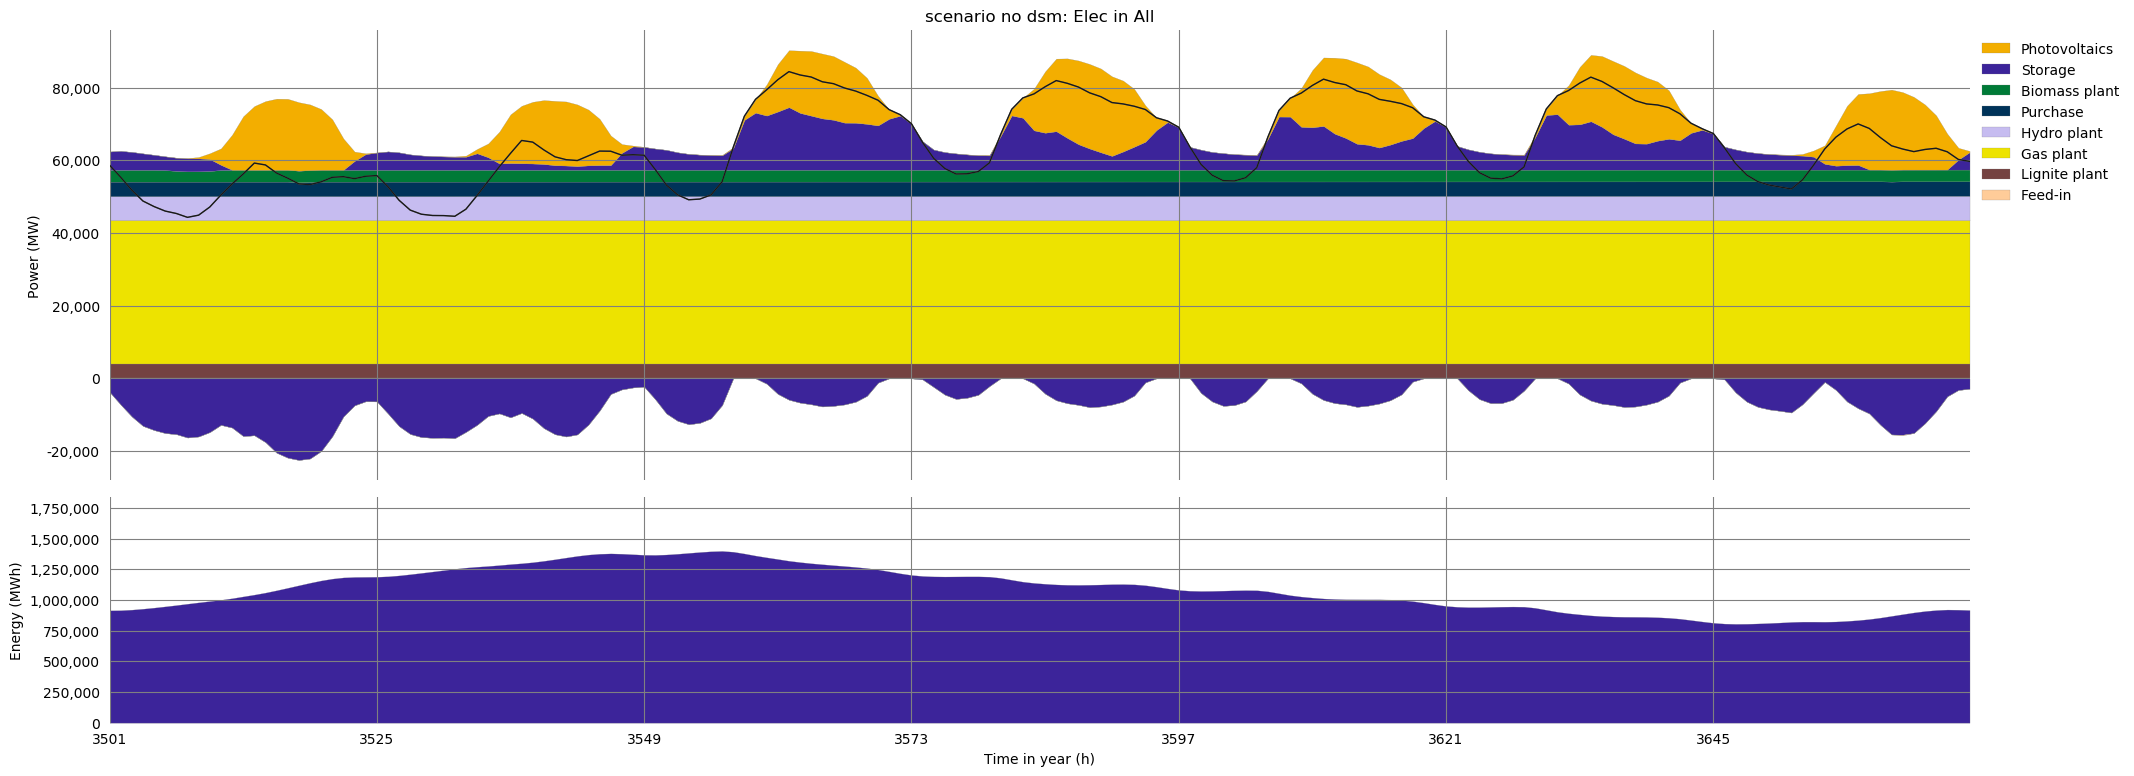 scenario no dsm: Elec in All
Power (MW)
80,000
60,000
40,000
20,000
0
-20,000
Photovoltaics
Storage
Biomass plant
Purchase
Hydro plant
Gas plant
Lignite plant
Feed-in
Energy (MWh)
1,750,000
1,500,000
1,250,000
1,000,000
750,000
500,000
250,000
0
3501 3525 3549 3573 3597 3621 3645
Time in year (h)